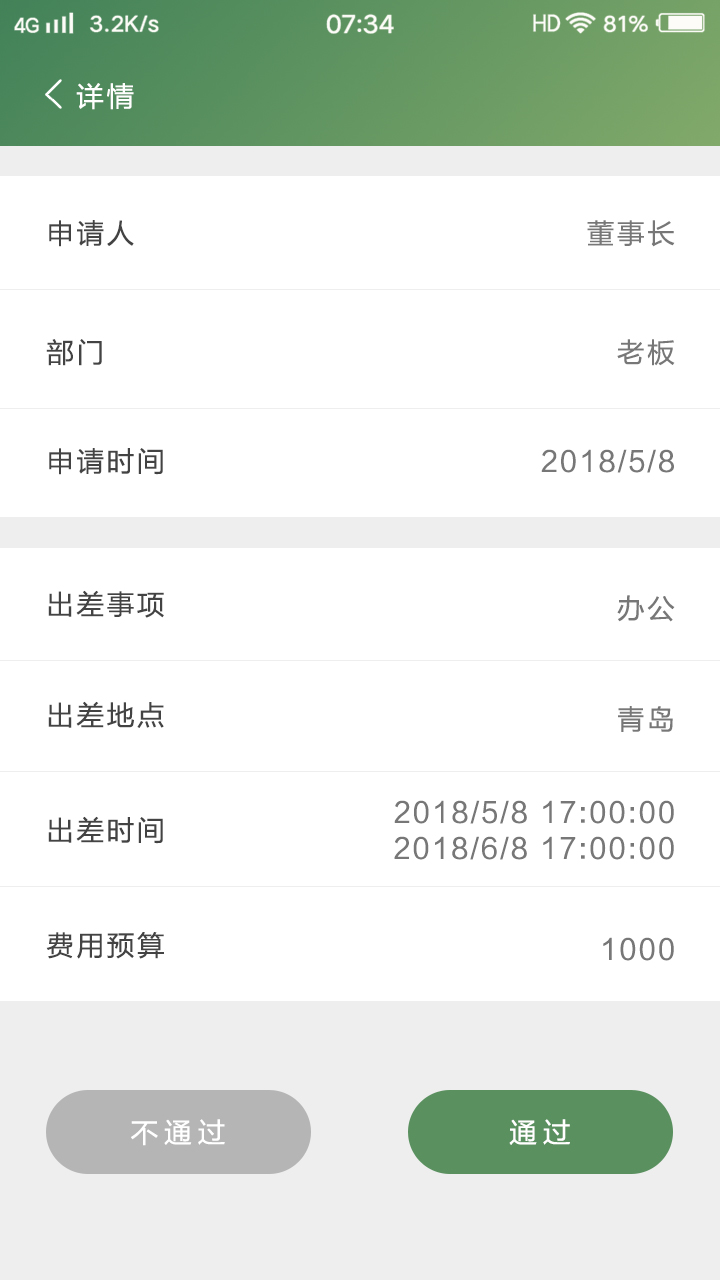 4G 3.2K/s 07:34 HD 81%
详情
申请人 董事长
部门 老板
申请时间 2018/5/8
出差事项 办公
出差地点 青岛
出差时间 2018/5/8 17:00:00
2018/6/8 17:00:00
费用预算 1000
不通过 通过